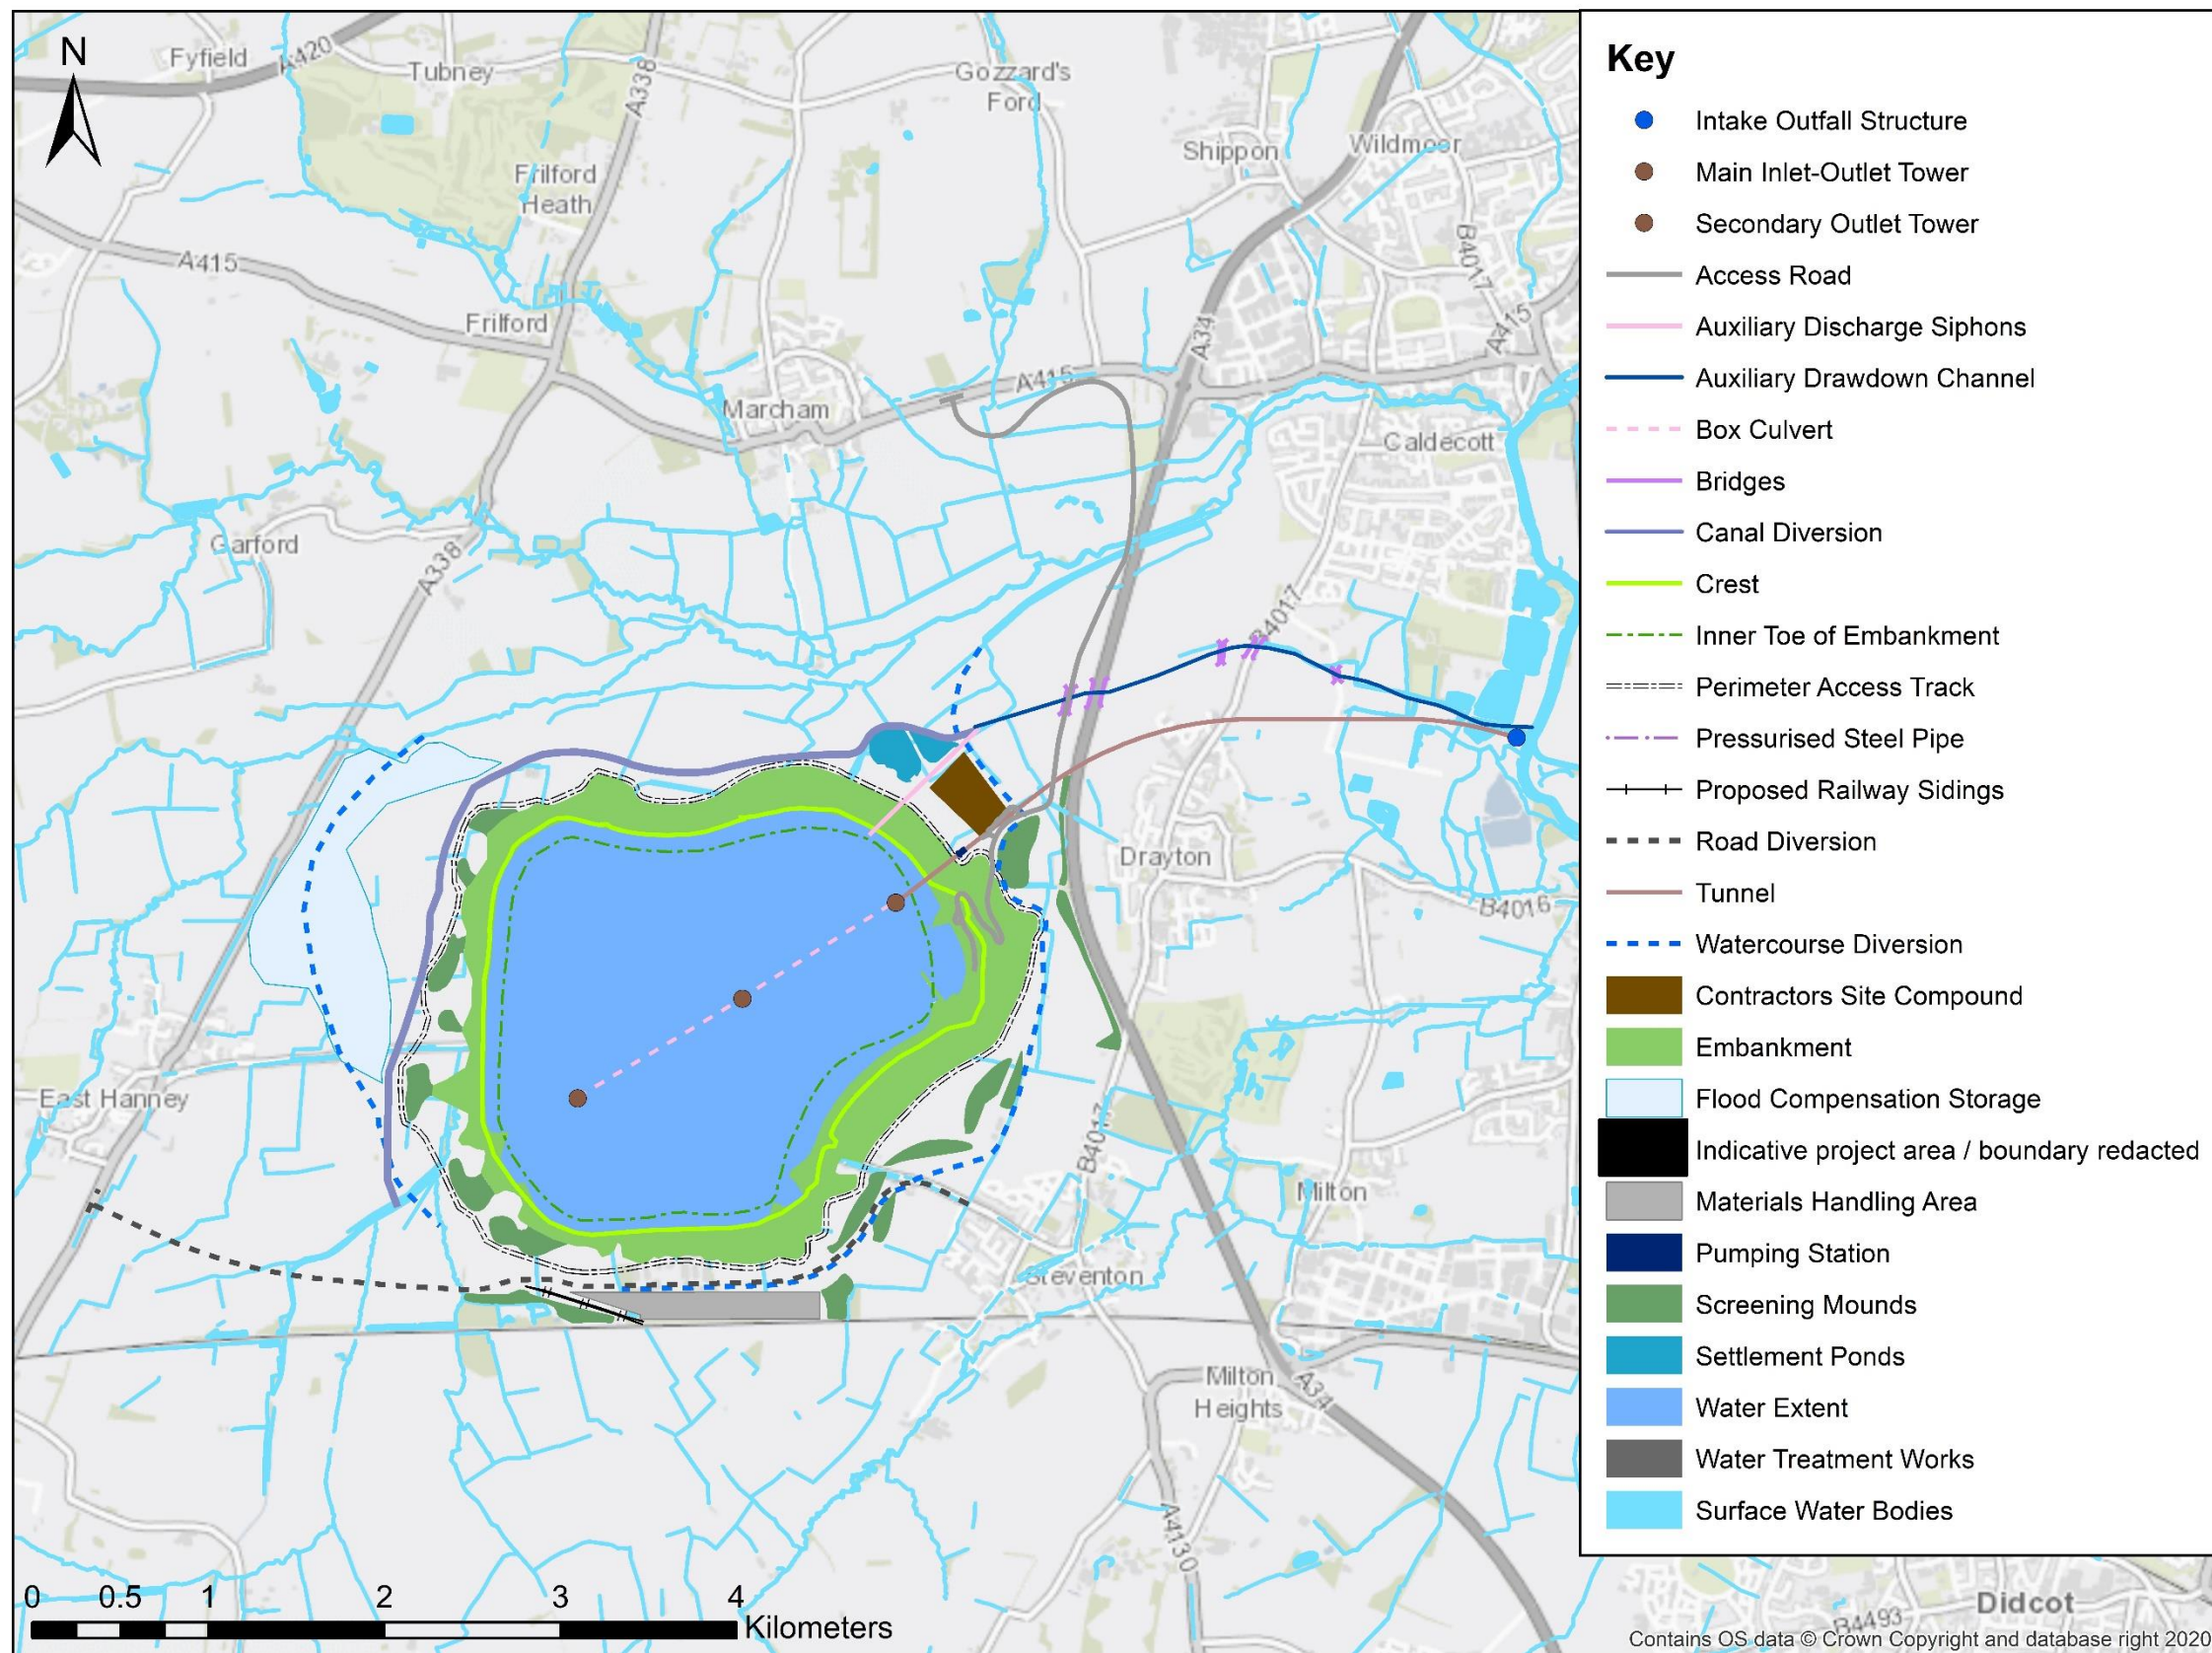 N
Fyfield
A420
Tubney
A338
Gozzard's
Ford
Shippon
Wildmoor
Frilford
Heath
B4017
A415
Frilford
A34
A415
A415
Marcham
Caldecott
Garford
A338
B4017
Drayton
B4016
East Hanney
B4017
Milton
Steventon
Milton
Heights
A34
A4130
Didcot
B4493
0 0.5 1 2 3 4
Kilometers
Key
Intake Outfall Structure
Main Inlet-Outlet Tower
Secondary Outlet Tower
Access Road
Auxiliary Discharge Siphons
Auxiliary Drawdown Channel
Box Culvert
Bridges
Canal Diversion
Crest
Inner Toe of Embankment
Perimeter Access Track
Pressurised Steel Pipe
Proposed Railway Sidings
Road Diversion
Tunnel
Watercourse Diversion
Contractors Site Compound
Embankment
Flood Compensation Storage
Indicative project area / boundary redacted
Materials Handling Area
Pumping Station
Screening Mounds
Settlement Ponds
Water Extent
Water Treatment Works
Surface Water Bodies
Contains OS data © Crown Copyright and database right 2020